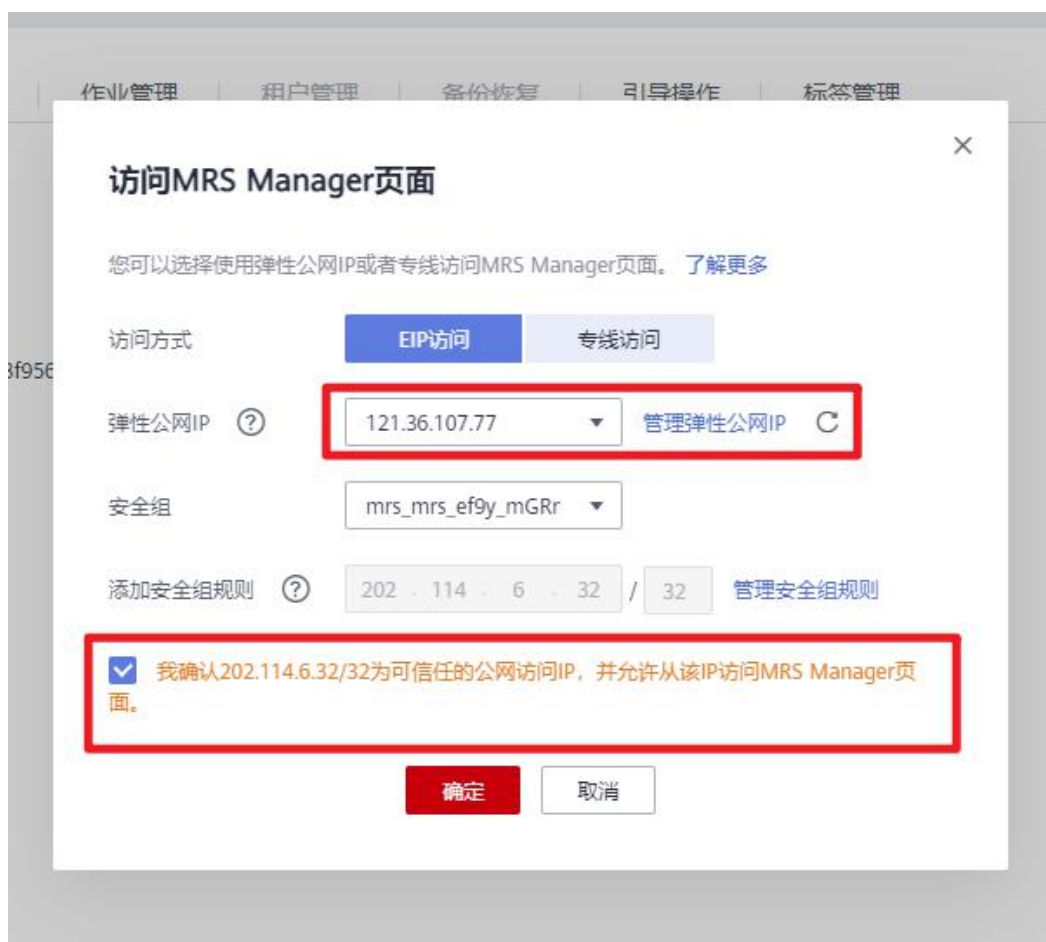 作业管理 租户管理 备份恢复 引导操作 标签管理
访问MRS Manager页面
您可以选择使用弹性公网IP或者专线访问MRS Manager页面。 了解更多
访问方式 EIP访问 专线访问
3f956
弹性公网IP ? 121.36.107.77 管理弹性公网IP
安全组 mrs_mrs_ef9y_mGRr
添加安全组规则 ? 202 . 114 . 6 . 32 / 32 管理安全组规则
我确认202.114.6.32/32为可信任的公网访问IP，并允许从该IP访问MRS Manager页
面。
确定 取消